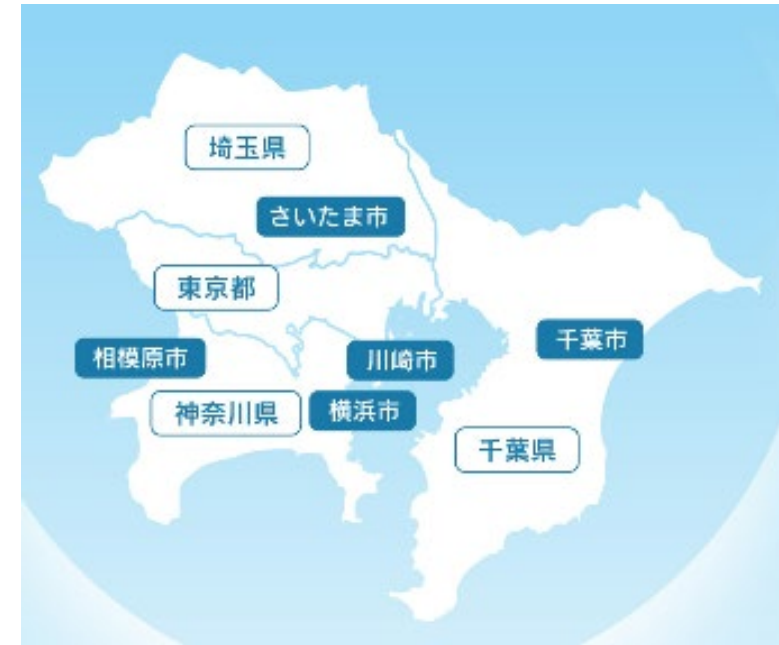 埼玉県
さいたま市
東京都
千葉市
相模原市
川崎市
神奈川県
横浜市
千葉県